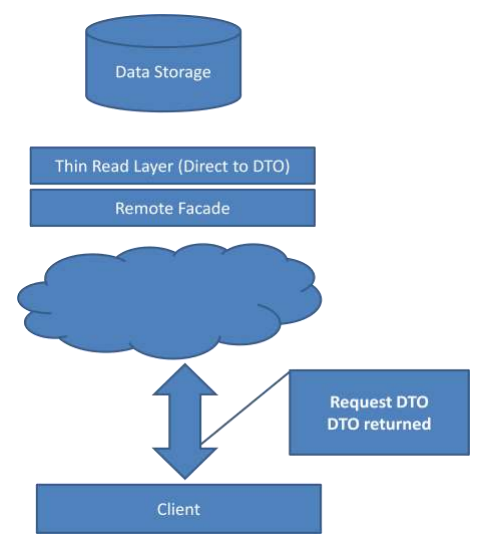 Data Storage
Thin Read Layer (Direct to DTO)
Remote Facade
Request DTO
DTO returned
Client